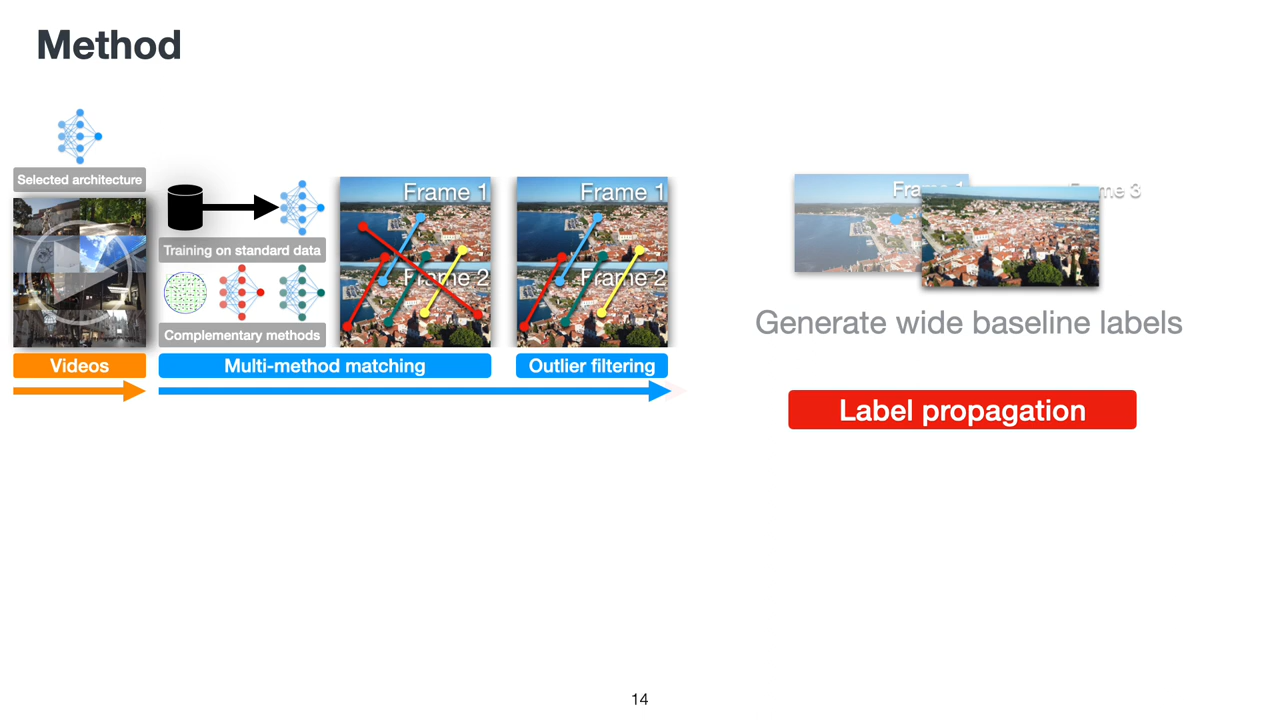 Method
Selected architecture
Training on standard data
Complementary methods
Frame 1
Frame 2
Frame 1
Frame 2
Videos
Multi-method matching
Outlier filtering
Generate wide baseline labels
Label propagation
14